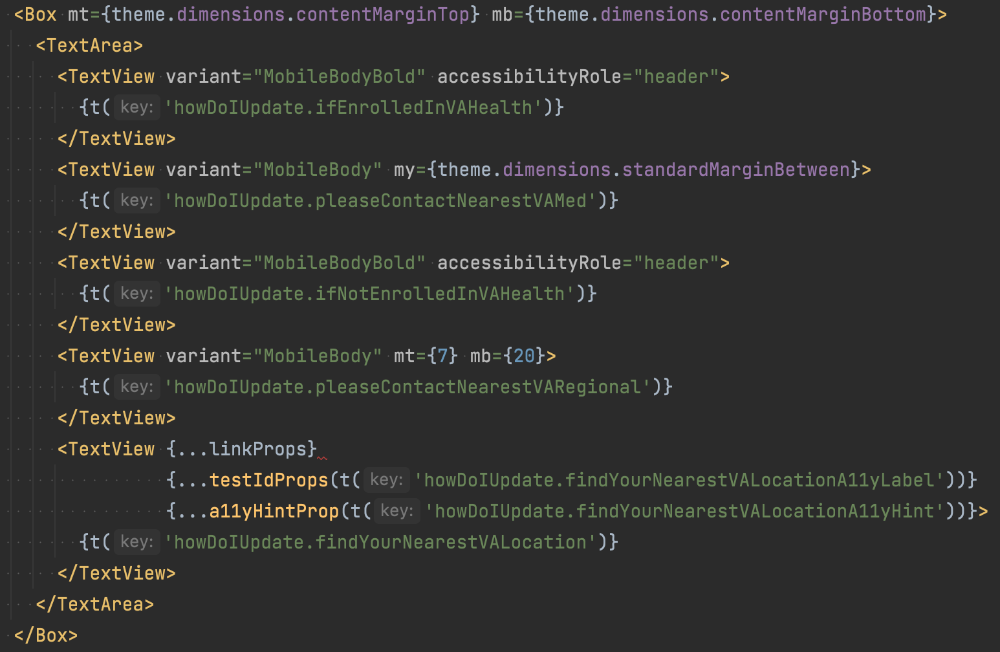 <Box mt={theme.dimensions.contentMarginTop} mb={theme.dimensions.contentMarginBottom}>
<TextArea>
<TextView variant="MobileBodyBold" accessibilityRole="header">
{t( key: 'howDoIUpdate.ifEnrolledInVAHealth')}
</TextView>
<TextView variant="MobileBody" my={theme.dimensions.standardMarginBetween}>
{t( key: 'howDoIUpdate.pleaseContactNearestVAMed')}
</TextView>
<TextView variant="MobileBodyBold" accessibilityRole="header">
{t( key: 'howDoIUpdate.ifNotEnrolledInVAHealth')}
</TextView>
<TextView variant="MobileBody" mt={7} mb={20}>
{t( key: 'howDoIUpdate.pleaseContactNearestVARegional')}
</TextView>
<TextView {...linkProps}
{...testIdProps(t( key: 'howDoIUpdate.findYourNearestVALocationA11yLabel'))}
{...a11yHintProp(t( key: 'howDoIUpdate.findYourNearestVALocationA11yHint'))}>
{t( key: 'howDoIUpdate.findYourNearestVALocation')}
</TextView>
</TextArea>
</Box>